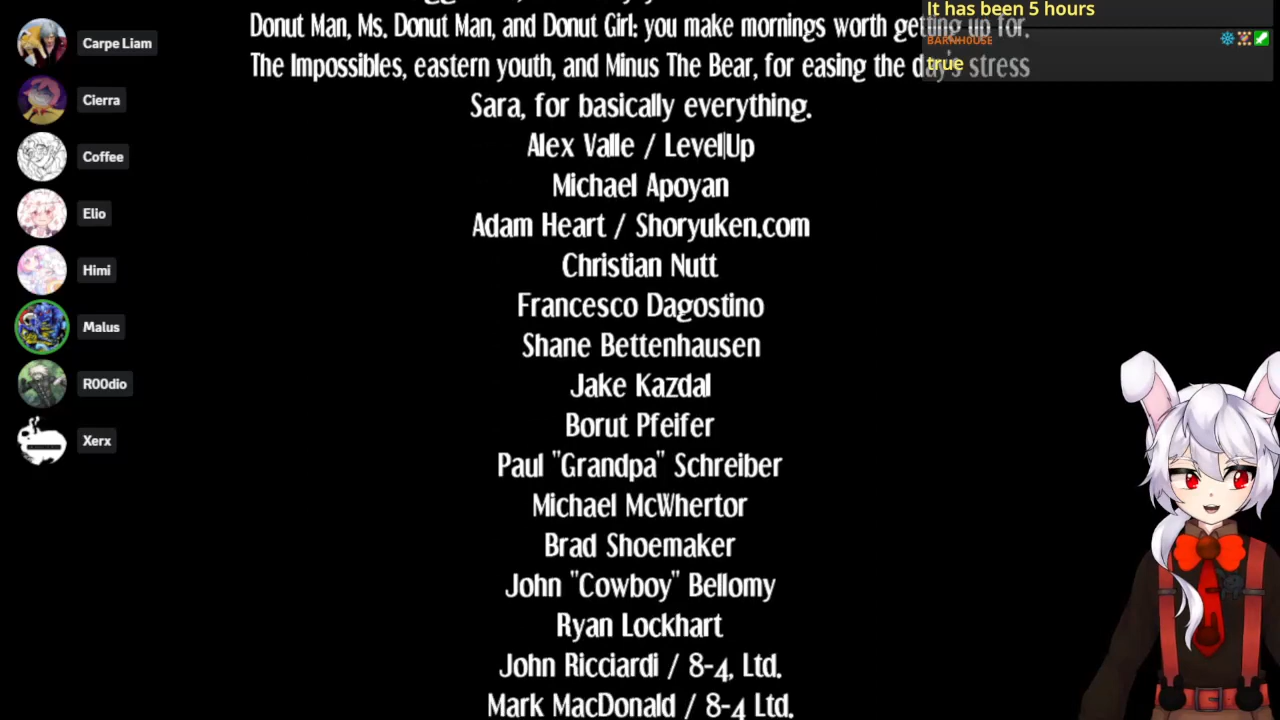 It has been 5 hours
BARNHOUSE
true
Carpe Liam
Cierra
Coffee
Elio
Himi
Malus
R00dio
Xerx
Donut Man, Ms. Donut Man, and Donut Girl: you make mornings worth getting up for.
The Impossibles, eastern youth, and Minus The Bear, for easing the day's stress
Sara, for basically everything.
Alex Valle / Level|Up
Michael Apoyan
Adam Heart / Shoryuken.com
Christian Nutt
Francesco Dagostino
Shane Bettenhausen
Jake Kazdal
Borut Pfeifer
Paul "Grandpa" Schreiber
Michael McWhertor
Brad Shoemaker
John "Cowboy" Bellomy
Ryan Lockhart
John Ricciardi / 8-4, Ltd.
Mark MacDonald / 8-4 Ltd.